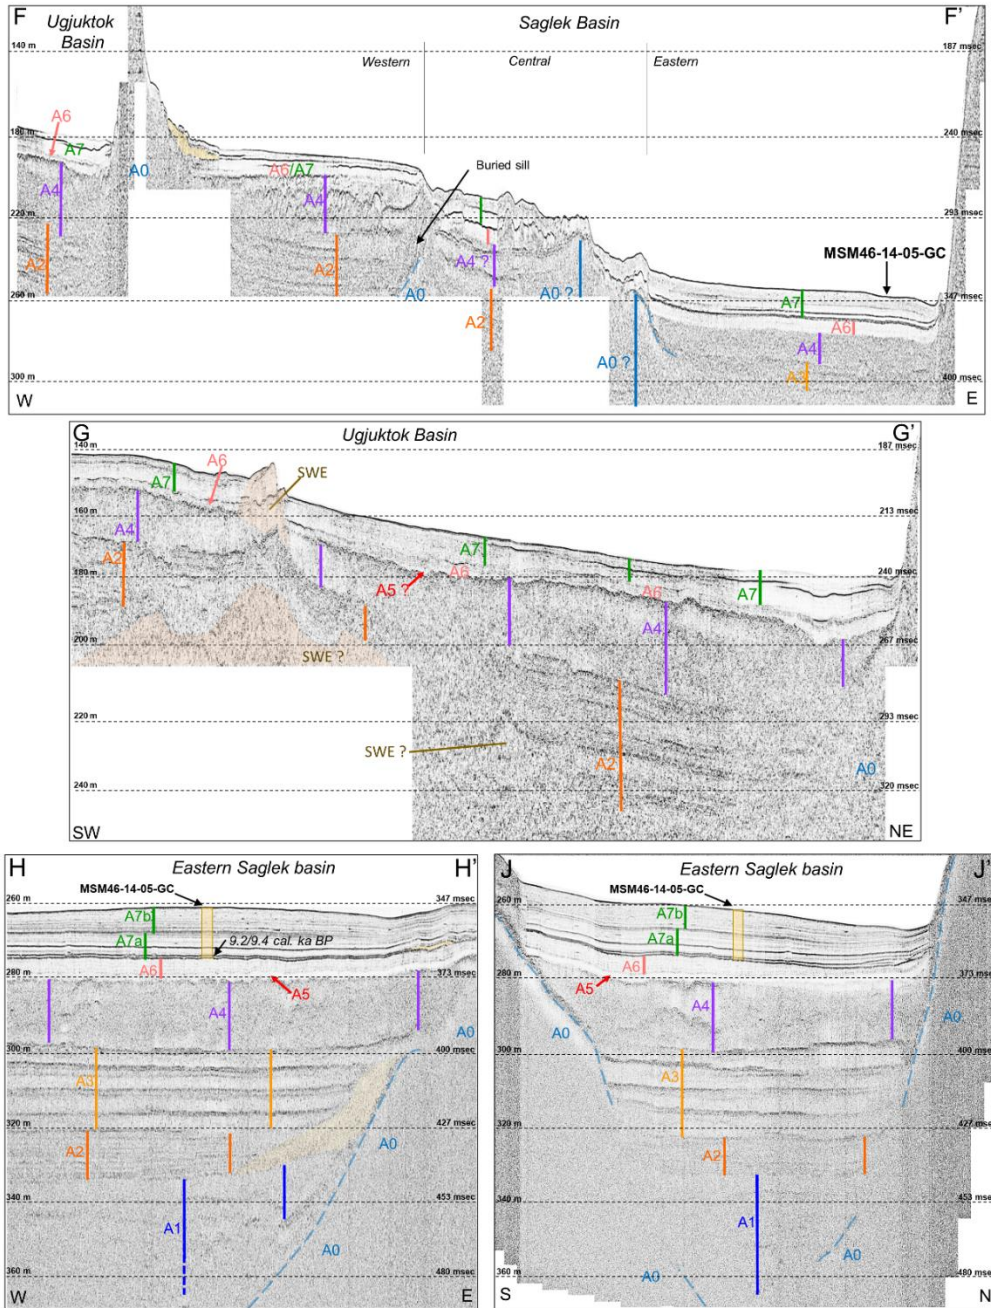 F
Ugjuktok
Basin
Saglek Basin
F'
140 m
187 msec
Western
Central
Eastern
A6
180 m
240 msec
A7
A0
A6/A7
Buried sill
A4
A4
220 m
293 msec
MSM46-14-05-GC
A2
A2
A4 ?
A0
A0 ?
A7
260 m
347 msec
A2
A6
A4
A0 ?
A3
300 m
400 msec
W
E
G
Ugjuktok Basin
G'
140 m
187 msec
A6
A7
SWE
160 m
213 msec
A4
A2
A7
A6
180 m
240 msec
A5 ?
A6
A7
A4
200 m
267 msec
SWE ?
220 m
293 msec
SWE ?
A2
A0
240 m
320 msec
SW
NE
H
Eastern Saglek basin
H'
MSM46-14-05-GC
260 m
347 msec
A7b
A7a
9.2/9.4 cal. ka BP
A6
280 m
373 msec
A5
A4
A0
300 m
400 msec
A3
320 m
427 msec
A2
A0
340 m
453 msec
A1
A0
360 m
480 msec
W
E
J
Eastern Saglek basin
J'
MSM46-14-05-GC
260 m
347 msec
A7b
A7a
A6
280 m
373 msec
A5
A4
A0
A0
300 m
400 msec
A3
320 m
427 msec
A2
340 m
453 msec
A1
A0
A0
360 m
480 msec
S
N